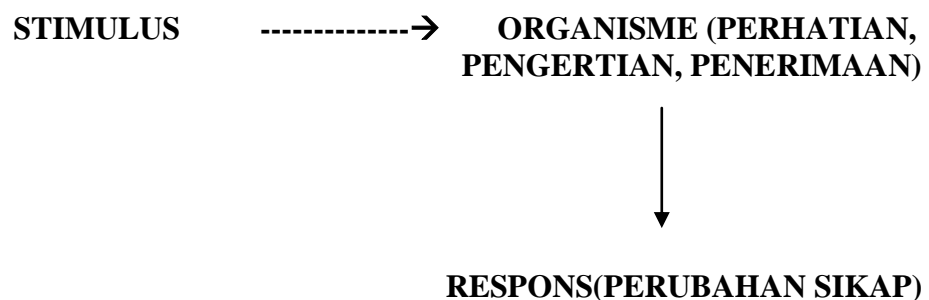 STIMULUS --------------→ ORGANISME (PERHATIAN,
PENGERTIAN, PENERIMAAN)
RESPONS(PERUBAHAN SIKAP)